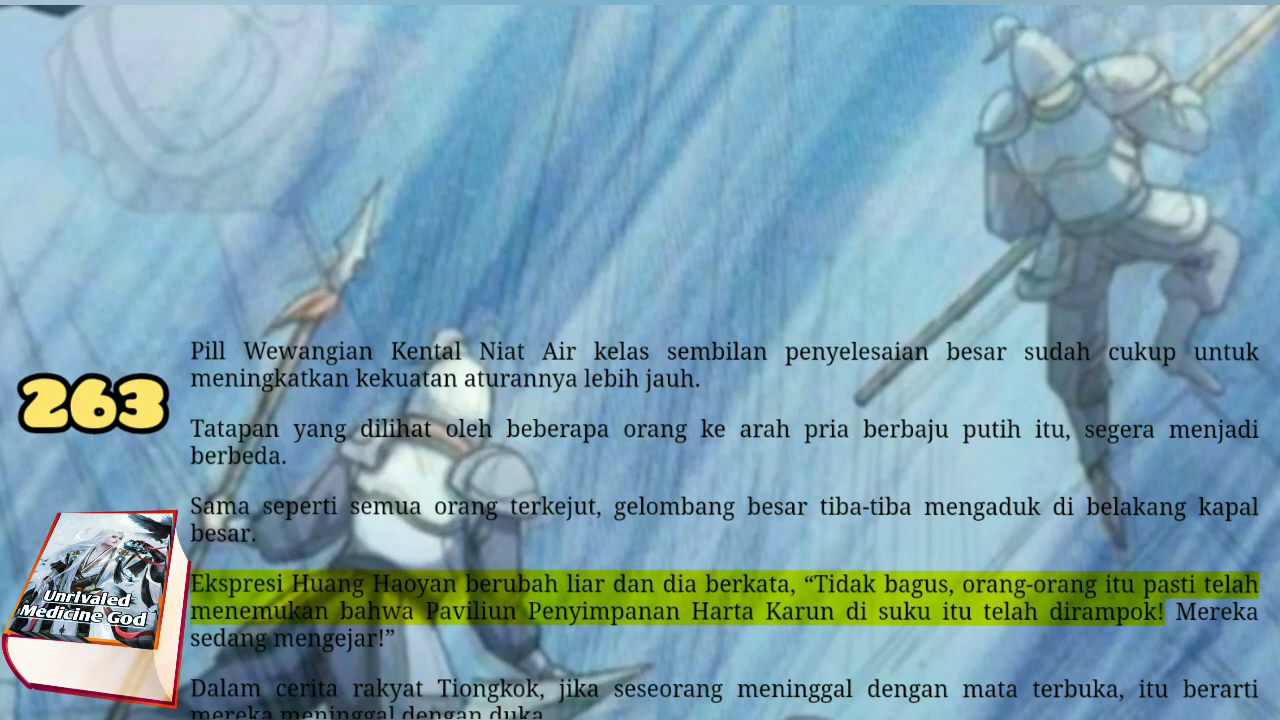 Pill Wewangian Kental Niat Air kelas sembilan penyelesaian besar sudah cukup untuk
meningkatkan kekuatan aturannya lebih jauh.
Tatapan yang dilihat oleh beberapa orang ke arah pria berbaju putih itu, segera menjadi
berbeda.
263
Sama seperti semua orang terkejut, gelombang besar tiba-tiba mengaduk di belakang kapal
besar.
Ekspresi Huang Haoyan berubah liar dan dia berkata, “Tidak bagus, orang-orang itu pasti telah
menemukan bahwa Paviliun Penyimpanan Harta Karun di suku itu telah dirampok! Mereka
sedang mengejar!”
Unrivaled
Medicine God
Dalam cerita rakyat Tiongkok, jika seseorang meninggal dengan mata terbuka, itu berarti
mereka meninggal dengan duka